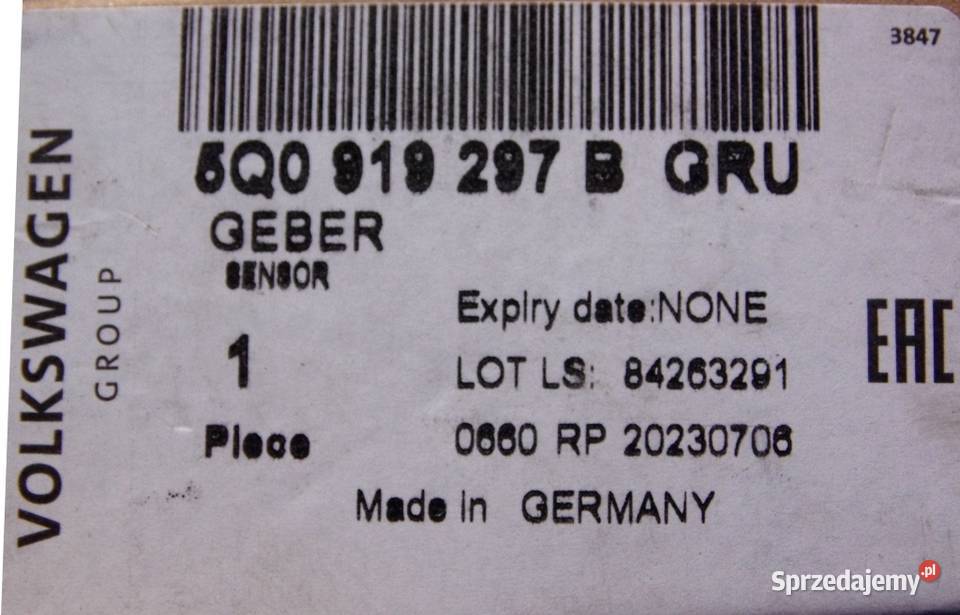 3847
5Q0 919 297 B GRU
GEBER
SENSOR
Expiry date:NONE
1
LOT LS: 84263291
Piece
0660 RP 20230706
Made in GERMANY
VOLKSWAGEN
GROUP
EAC
Sprzedajemy.pl